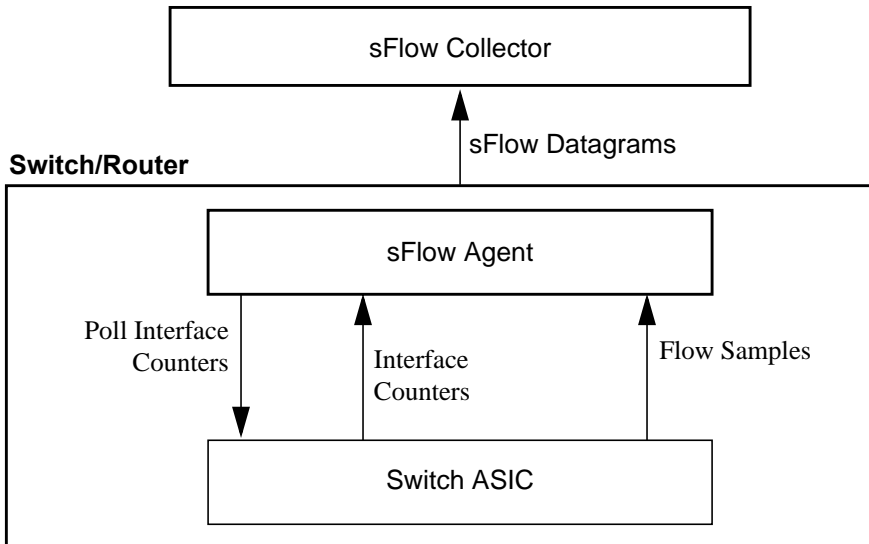 sFlow Collector
sFlow Datagrams
Switch/Router
sFlow Agent
Poll Interface
Counters
Interface
Counters
Flow Samples
Switch ASIC